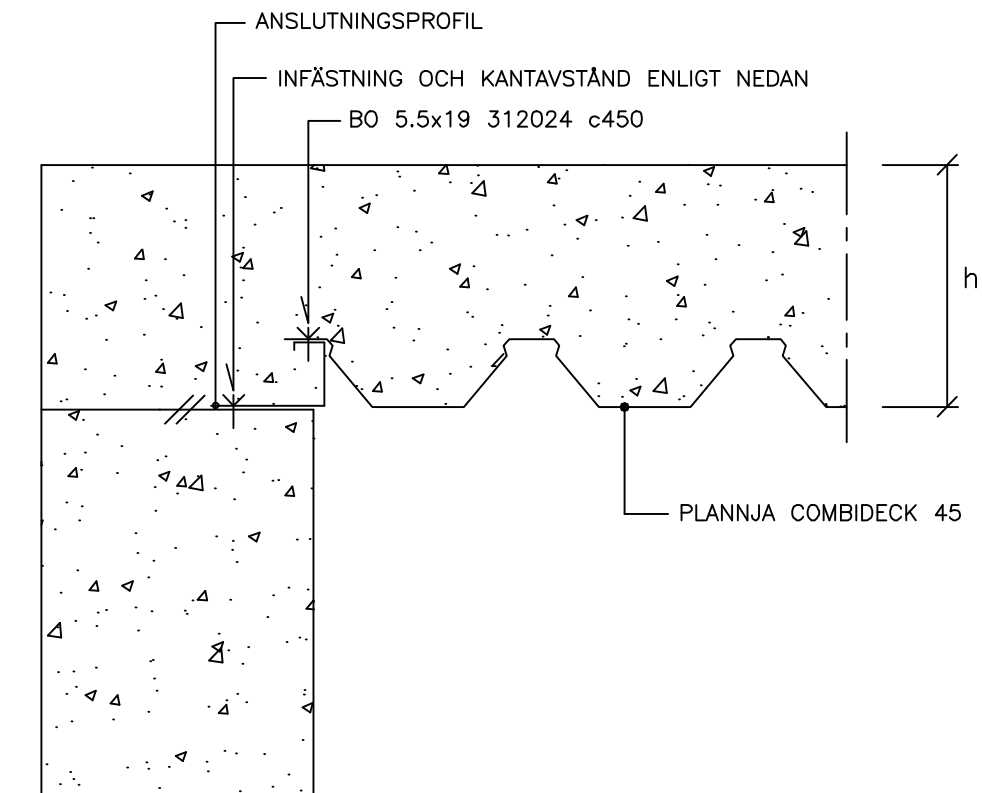 ANSLUTNINGSPROFIL
INFÄSTNING OCH KANTAVSTÅND ENLIGT NEDAN
BO 5.5x19 312024 c450
h
PLANNJA COMBIDECK 45